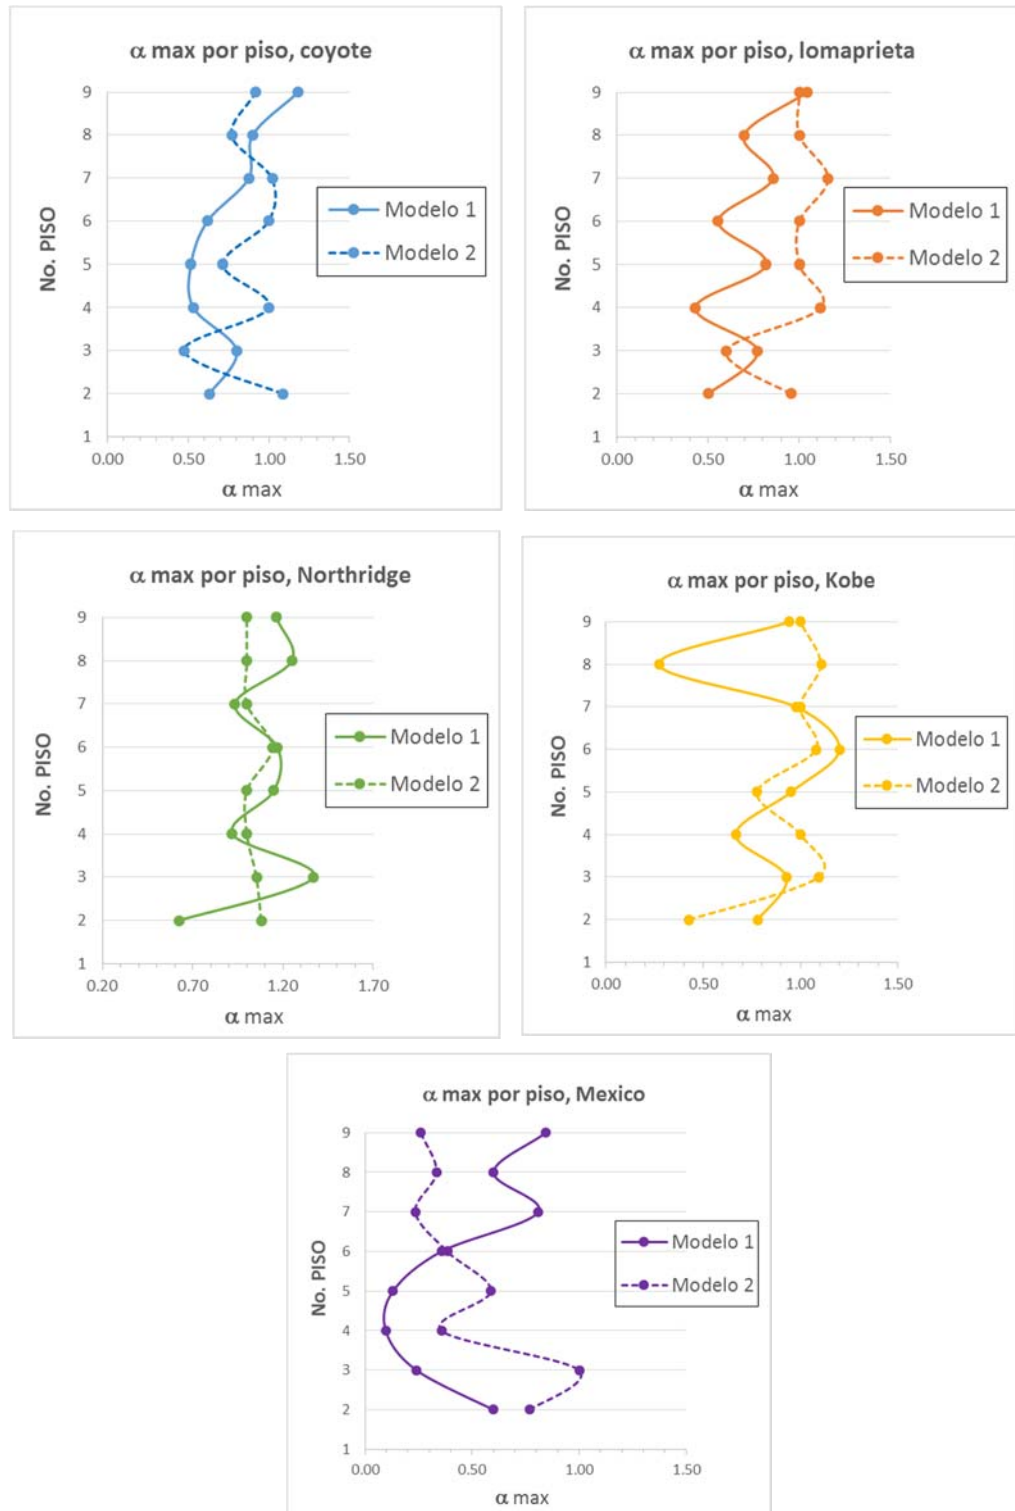 α max por piso, coyote
9
8
7
6
5
4
3
2
1
No. PISO
0.00 0.50 1.00 1.50
α max
Modelo 1
Modelo 2
α max por piso, lomaprieta
9
8
7
6
5
4
3
2
1
No. PISO
0.00 0.50 1.00 1.50
α max
Modelo 1
Modelo 2
α max por piso, Northridge
9
8
7
6
5
4
3
2
1
No. PISO
0.20 0.70 1.20 1.70
α max
Modelo 1
Modelo 2
α max por piso, Kobe
9
8
7
6
5
4
3
2
1
No. PISO
0.00 0.50 1.00 1.50
α max
Modelo 1
Modelo 2
α max por piso, Mexico
9
8
7
6
5
4
3
2
1
No. PISO
0.00 0.50 1.00 1.50
α max
Modelo 1
Modelo 2